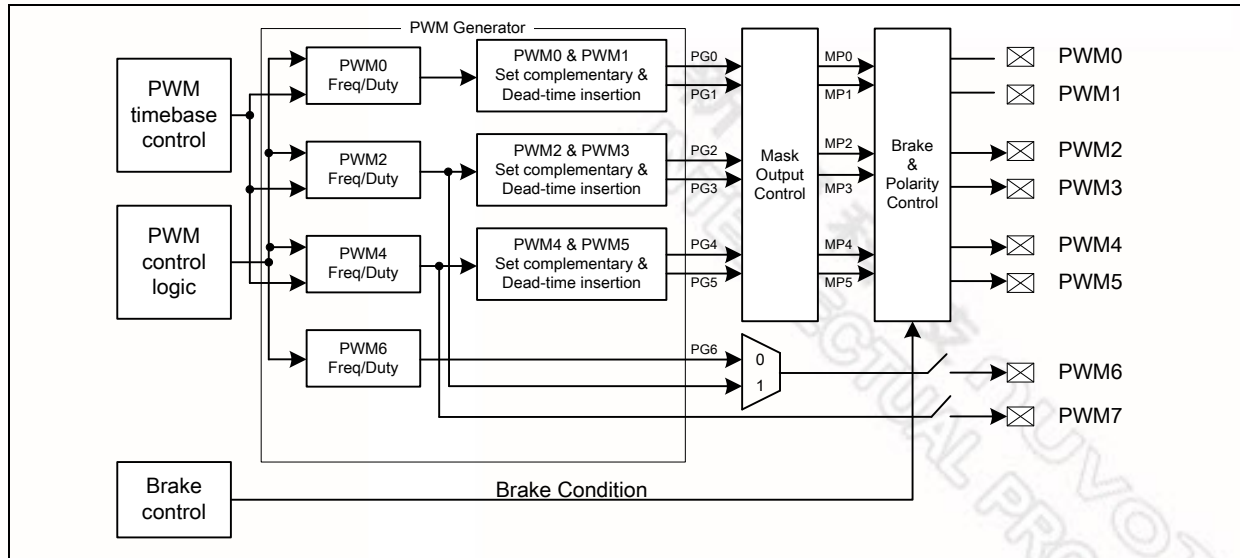 PWM Generator
PWM
timebase
control
PWM
control
logic
Brake
control
PWM0
Freq/Duty
PWM2
Freq/Duty
PWM4
Freq/Duty
PWM6
Freq/Duty
PWM0 & PWM1
Set complementary &
Dead-time insertion
PWM2 & PWM3
Set complementary &
Dead-time insertion
PWM4 & PWM5
Set complementary &
Dead-time insertion
PG0
PG1
PG2
PG3
PG4
PG5
PG6
Mask
Output
Control
0
1
MP0
MP1
MP2
MP3
MP4
MP5
Brake
&
Polarity
Control
PWM0
PWM1
PWM2
PWM3
PWM4
PWM5
PWM6
PWM7
Brake Condition